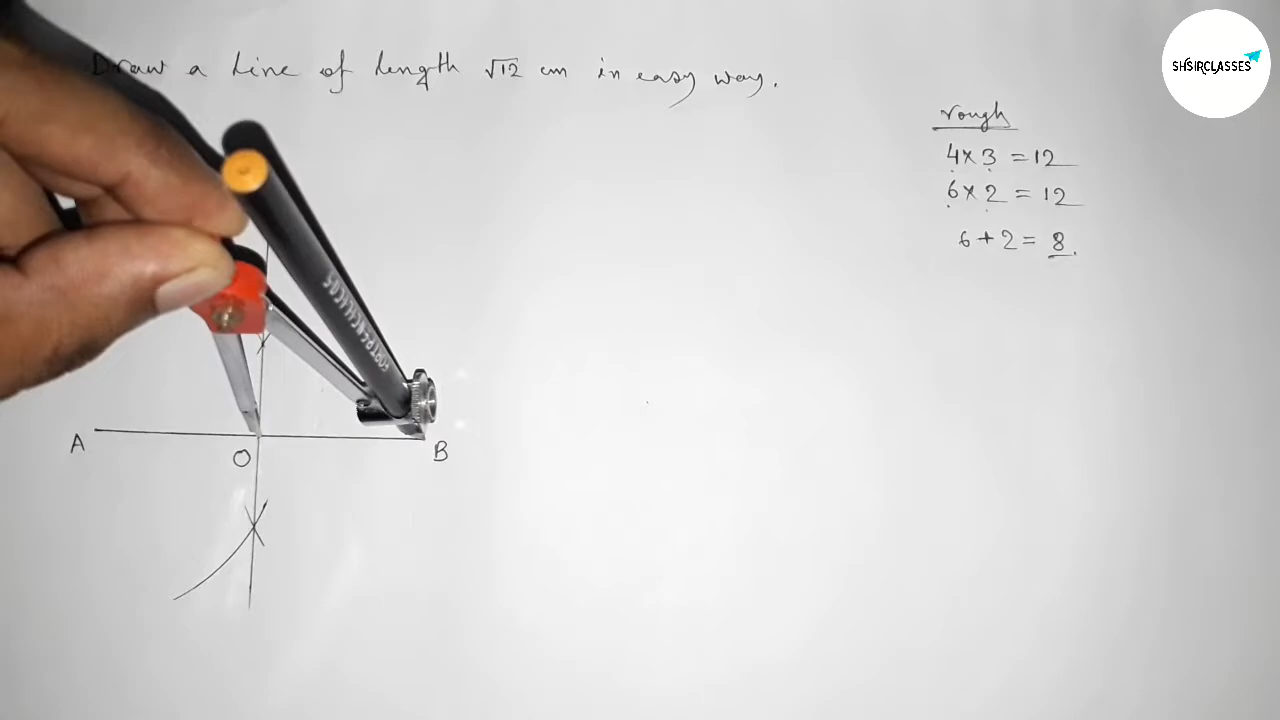 Draw a line of length √12 cm in easy way.
SHSIRCLASSES
rough
4×3 = 12
6×2 = 12
6+2 = 8.
A
O
B